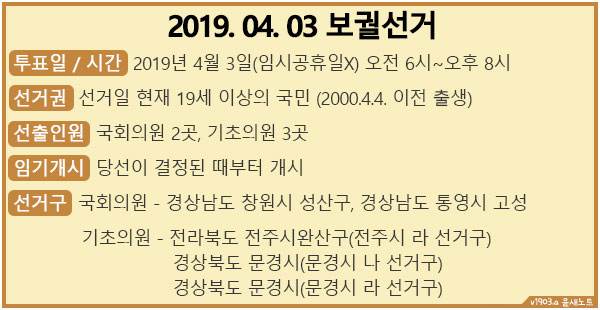 2019. 04. 03 보궐선거
투표일 / 시간 2019년 4월 3일(임시공휴일X) 오전 6시~오후 8시
선거권 선거일 현재 19세 이상의 국민 (2000.4.4. 이전 출생)
선출인원 국회의원 2곳, 기초의원 3곳
임기개시 당선이 결정된 때부터 개시
선거구 국회의원 - 경상남도 창원시 성산구, 경상남도 통영시 고성
기초의원 - 전라북도 전주시완산구(전주시 라 선거구)
경상북도 문경시(문경시 나 선거구)
경상북도 문경시(문경시 라 선거구)
v1903.a 윤새노트